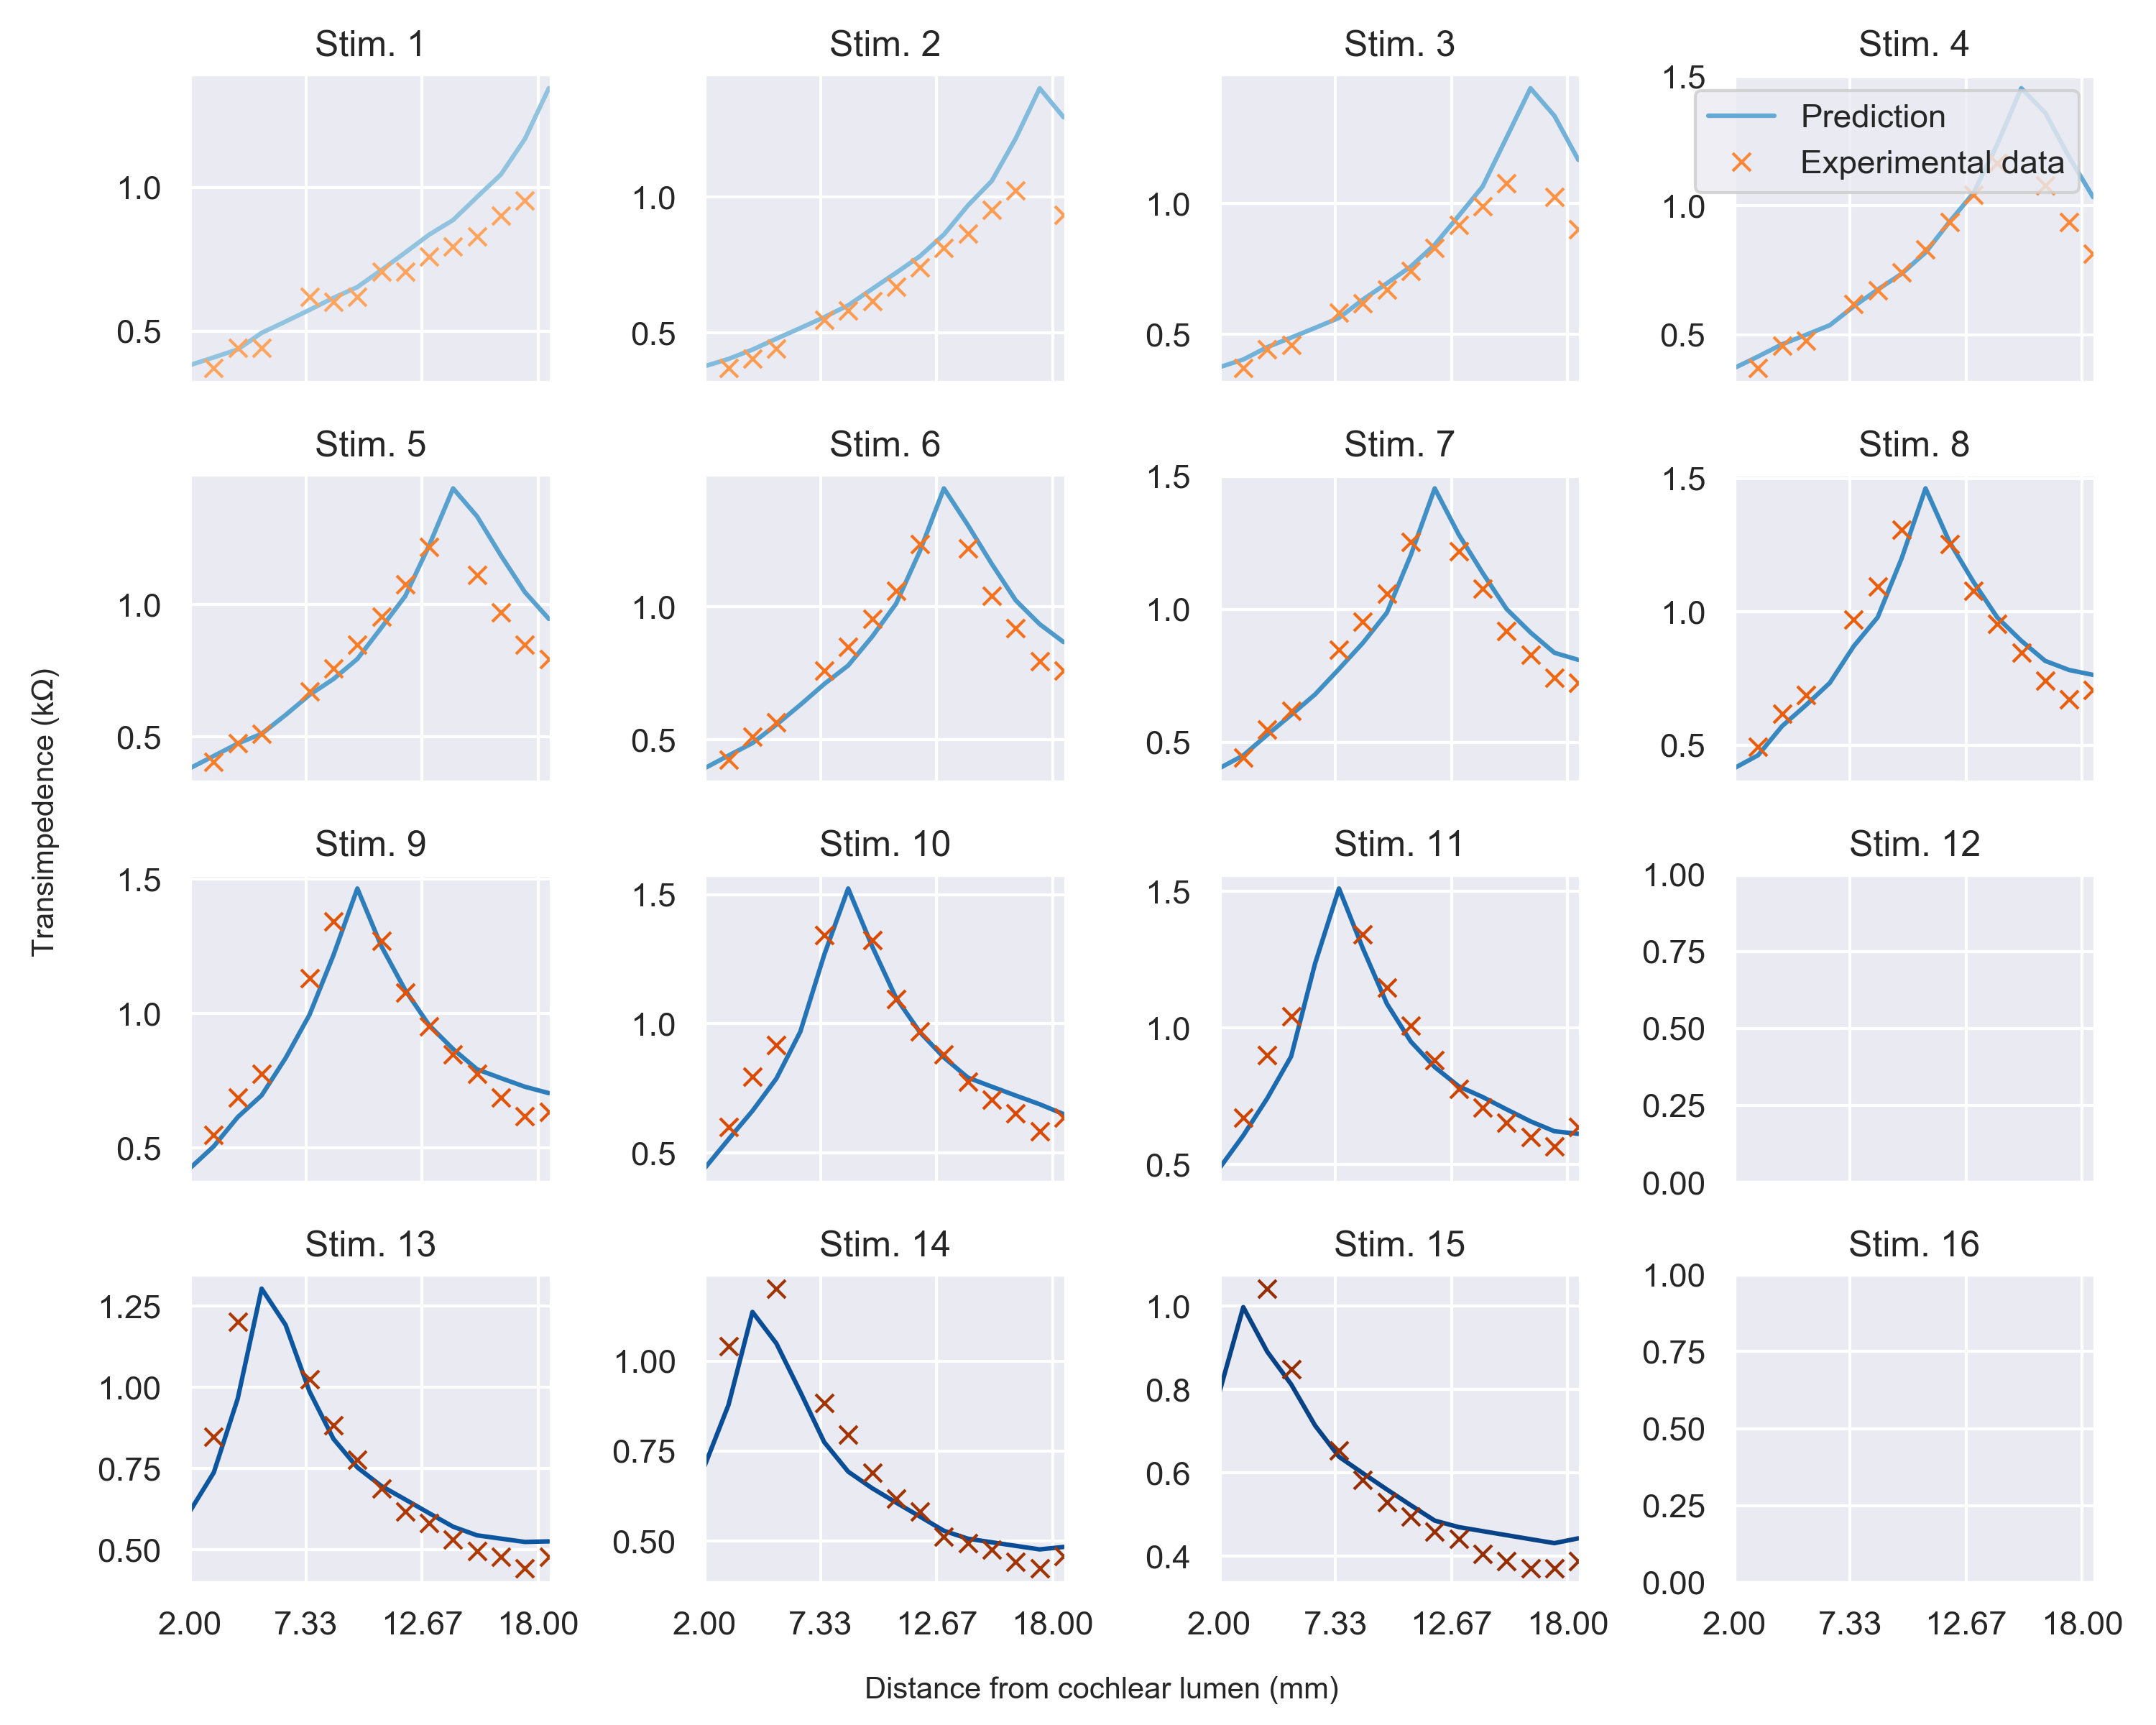 Stim. 1
Stim. 2
Stim. 3
Stim. 4
1.0
0.5
1.0
0.5
1.0
0.5
1.5
1.0
0.5
Prediction
Experimental data
Stim. 5
Stim. 6
Stim. 7
Stim. 8
1.0
0.5
1.0
0.5
1.5
1.0
0.5
1.5
1.0
0.5
Transimpedence (kΩ)
Stim. 9
Stim. 10
Stim. 11
Stim. 12
1.5
1.0
0.5
1.5
1.0
0.5
1.5
1.0
0.5
1.00
0.75
0.50
0.25
0.00
Stim. 13
Stim. 14
Stim. 15
Stim. 16
1.25
1.00
0.75
0.50
1.00
0.75
0.50
1.0
0.8
0.6
0.4
1.00
0.75
0.50
0.25
0.00
2.00 7.33 12.67 18.00
2.00 7.33 12.67 18.00
2.00 7.33 12.67 18.00
2.00 7.33 12.67 18.00
Distance from cochlear lumen (mm)